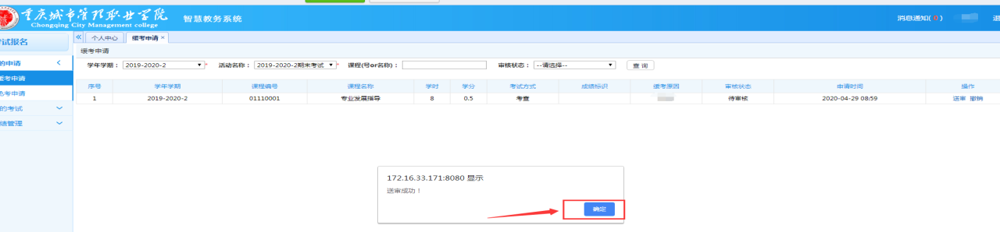 重庆城市管理职业学院 智慧教务系统 消息通知(0)
Chongqing City Management college
试报名
的申请
缓考申请
免考申请
的考试
绩管理
个人中心 缓考申请 ×
缓考申请
学年学期： 2019-2020-2 * 活动名称： 2019-2020-2期末考试 * 课程(号or名称)： 审核状态： --请选择-- 查 询
序号 学年学期 课程编号 课程名称 学时 学分 考试方式 成绩标识 缓考原因 审核状态 申请时间 操作
1 2019-2020-2 01110001 专业发展指导 8 0.5 考查 待审核 2020-04-29 08:59 送审 撤销
172.16.33.171:8080 显示
送审成功！
确定